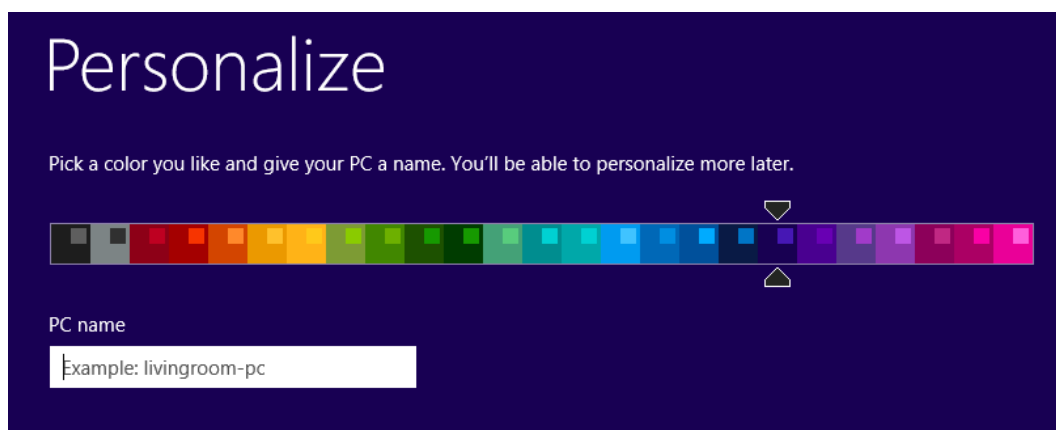 Personalize
Pick a color you like and give your PC a name. You’ll be able to personalize more later.
PC name
Example: livingroom-pc